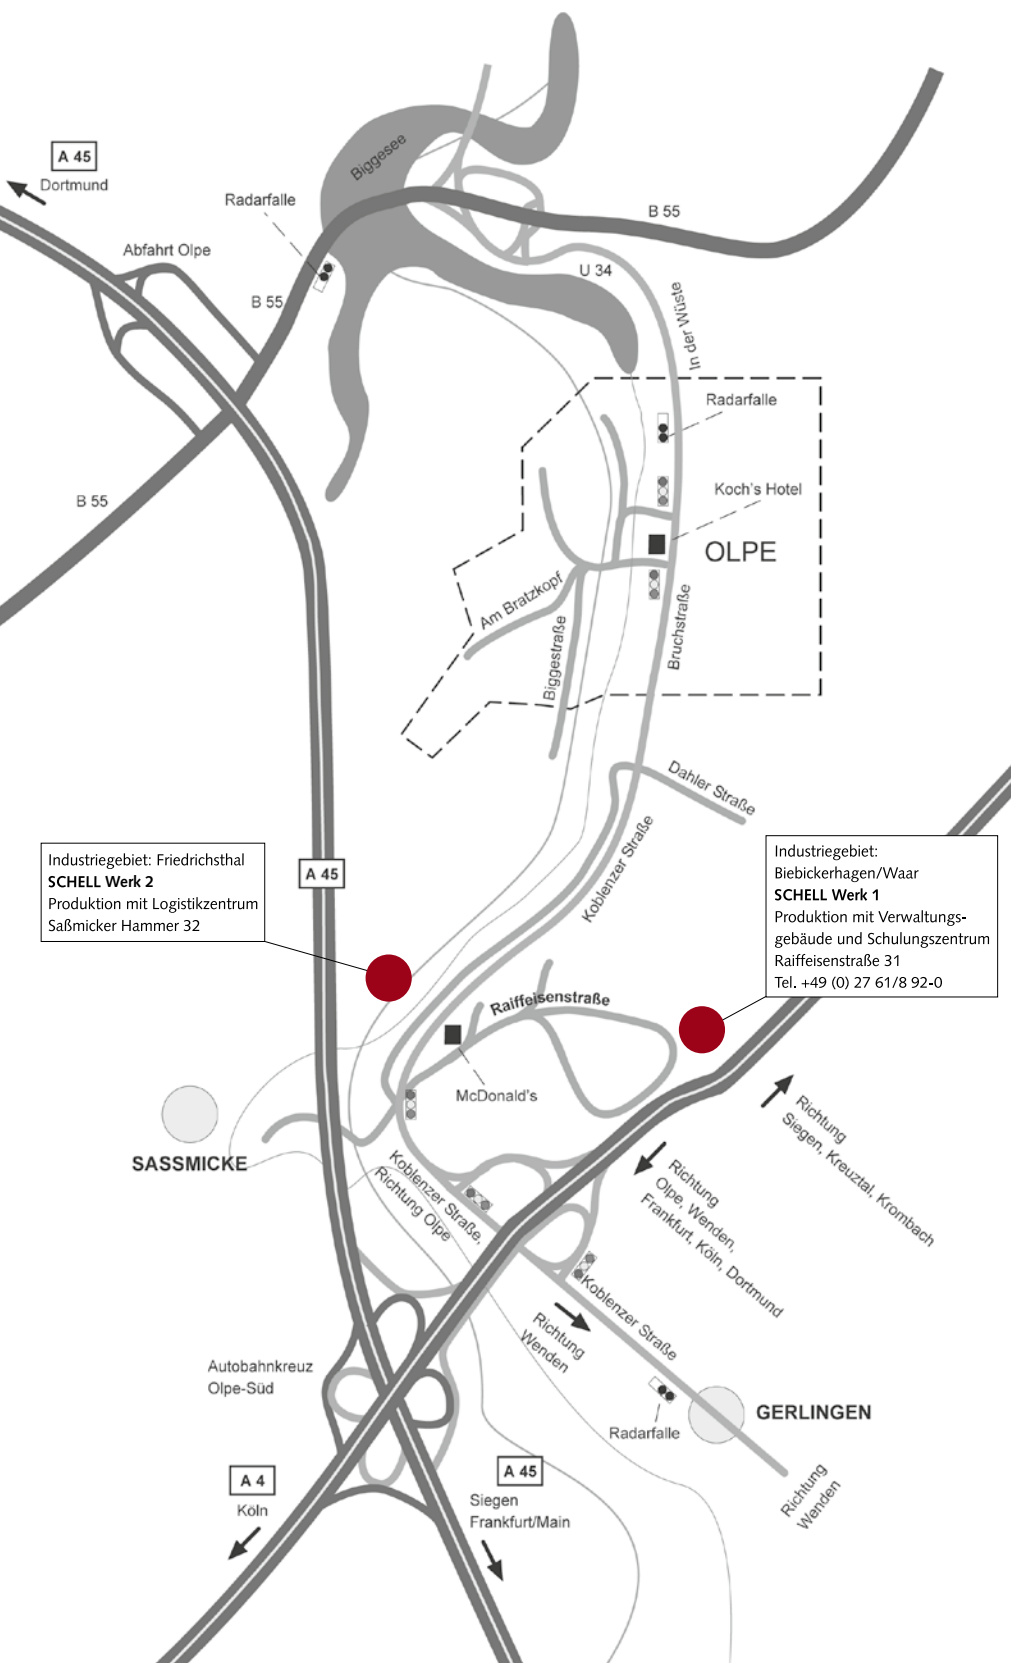 Biggesee
A 45
Dortmund
Radarfalle
B 55
Abfahrt Olpe
U 34
B 55
In der Wüste
Radarfalle
Koch's Hotel
B 55
OLPE
Am Bratzkopf
Biggestraße
Bruchstraße
Dahler Straße
Koblenzer Straße
Industriegebiet: Friedrichsthal
SCHELL Werk 2
Produktion mit Logistikzentrum
Saßmicker Hammer 32
A 45
Industriegebiet:
Biebickerhagen/Waar
SCHELL Werk 1
Produktion mit Verwaltungs-
gebäude und Schulungszentrum
Raiffeisenstraße 31
Tel. +49 (0) 27 61/8 92-0
Raiffeisenstraße
McDonald's
SASSMICKE
Koblenzer Straße,
Richtung Olpe
Richtung
Siegen, Kreuztal, Krombach
Richtung
Olpe, Wenden,
Frankfurt, Köln, Dortmund
Koblenzer Straße
Richtung
Wenden
Autobahnkreuz
Olpe-Süd
GERLINGEN
Radarfalle
A 4
Köln
A 45
Siegen
Frankfurt/Main
Richtung
Wenden